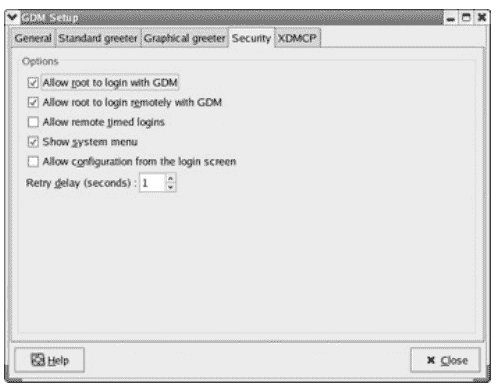 GDM Setup
General Standard greeter Graphical greeter Security XDMCP
Options
Allow root to login with GDM
Allow root to login remotely with GDM
Allow remote timed logins
Show system menu
Allow configuration from the login screen
Retry delay (seconds) : 1
Help Close